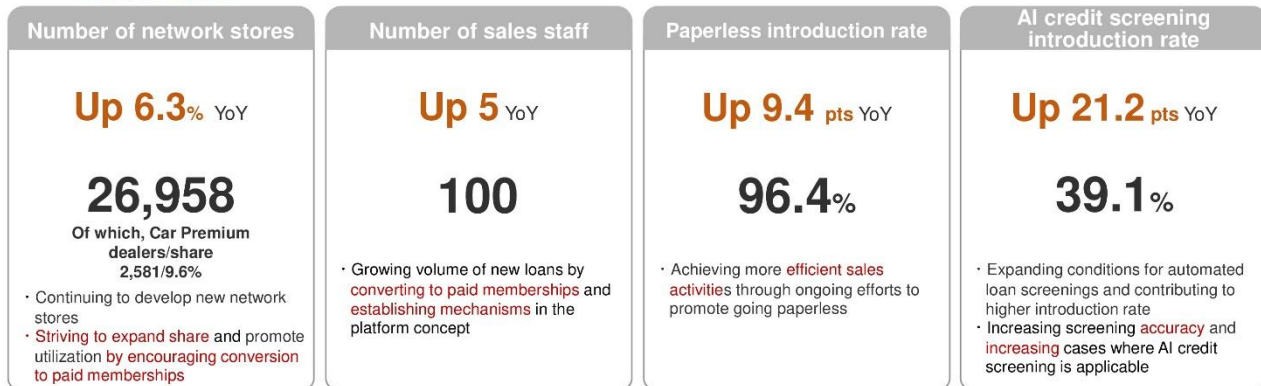 Number of network stores
Up 6.3% YoY
26,958
Of which, Car Premium
dealers/share
2,581/9.6%
・Continuing to develop new network
stores
・Striving to expand share and promote
utilization by encouraging conversion
to paid memberships
Number of sales staff
Up 5 YoY
100
・Growing volume of new loans by
converting to paid memberships and
establishing mechanisms in the
platform concept
Paperless introduction rate
Up 9.4 pts YoY
96.4%
・Achieving more efficient sales
activities through ongoing efforts to
promote going paperless
AI credit screening
introduction rate
Up 21.2 pts YoY
39.1%
・Expanding conditions for automated
loan screenings and contributing to
higher introduction rate
・Increasing screening accuracy and
increasing cases where AI credit
screening is applicable